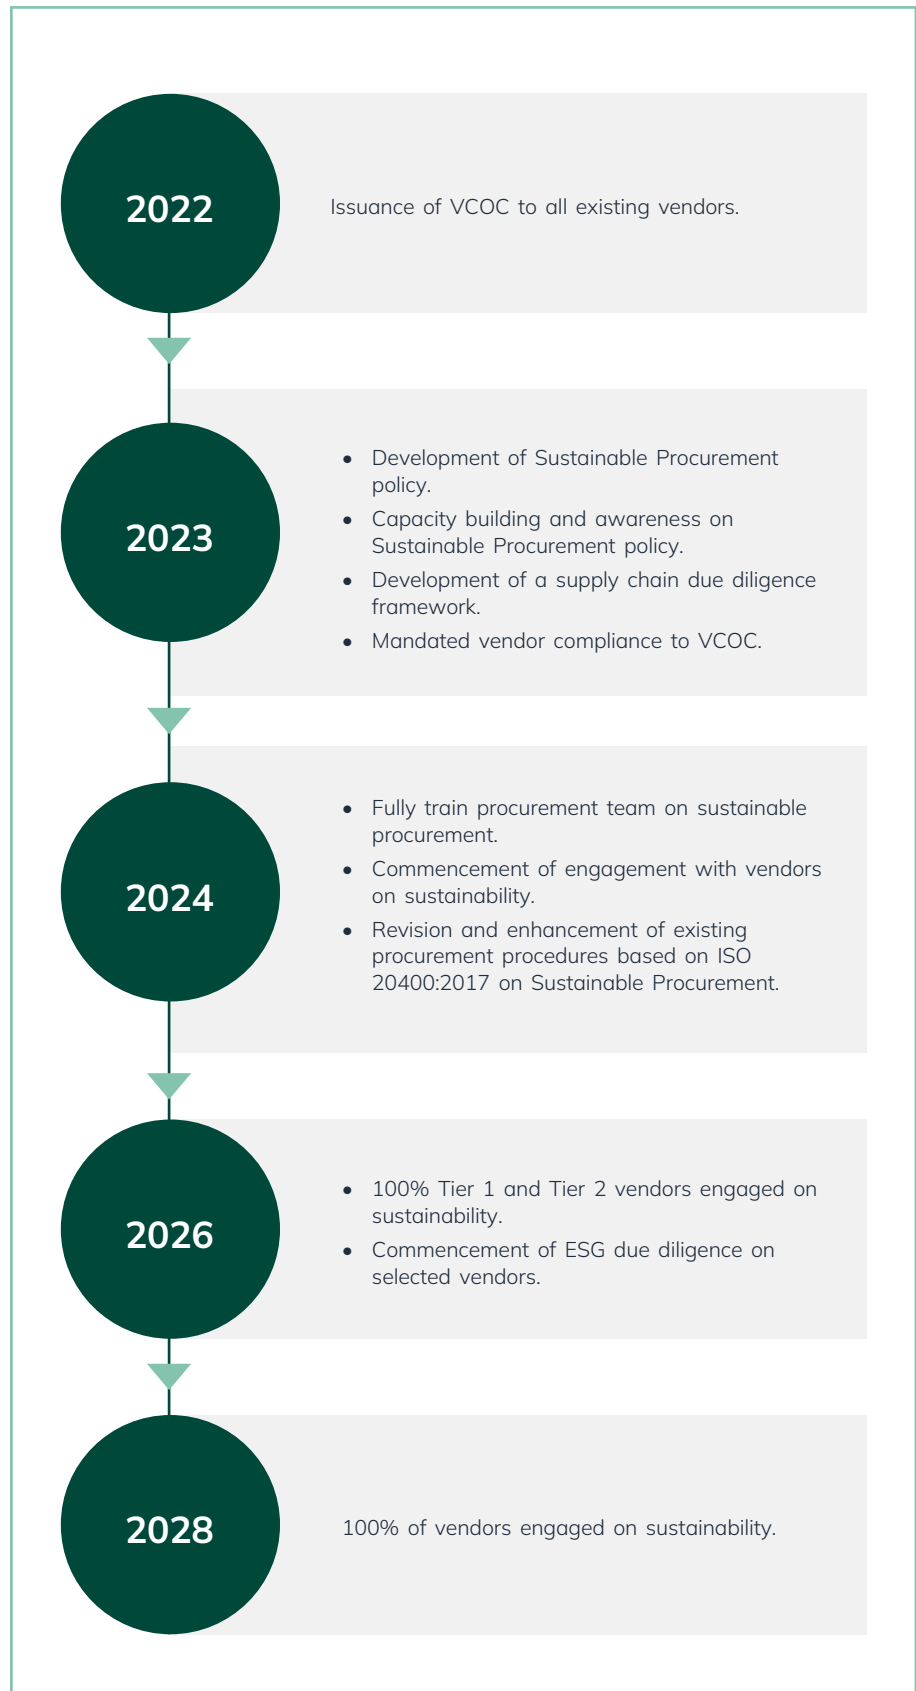 2022
Issuance of VCOC to all existing vendors.
2023
• Development of Sustainable Procurement
policy.
• Capacity building and awareness on
Sustainable Procurement policy.
• Development of a supply chain due diligence
framework.
• Mandated vendor compliance to VCOC.
2024
• Fully train procurement team on sustainable
procurement.
• Commencement of engagement with vendors
on sustainability.
• Revision and enhancement of existing
procurement procedures based on ISO
20400:2017 on Sustainable Procurement.
2026
• 100% Tier 1 and Tier 2 vendors engaged on
sustainability.
• Commencement of ESG due diligence on
selected vendors.
2028
100% of vendors engaged on sustainability.